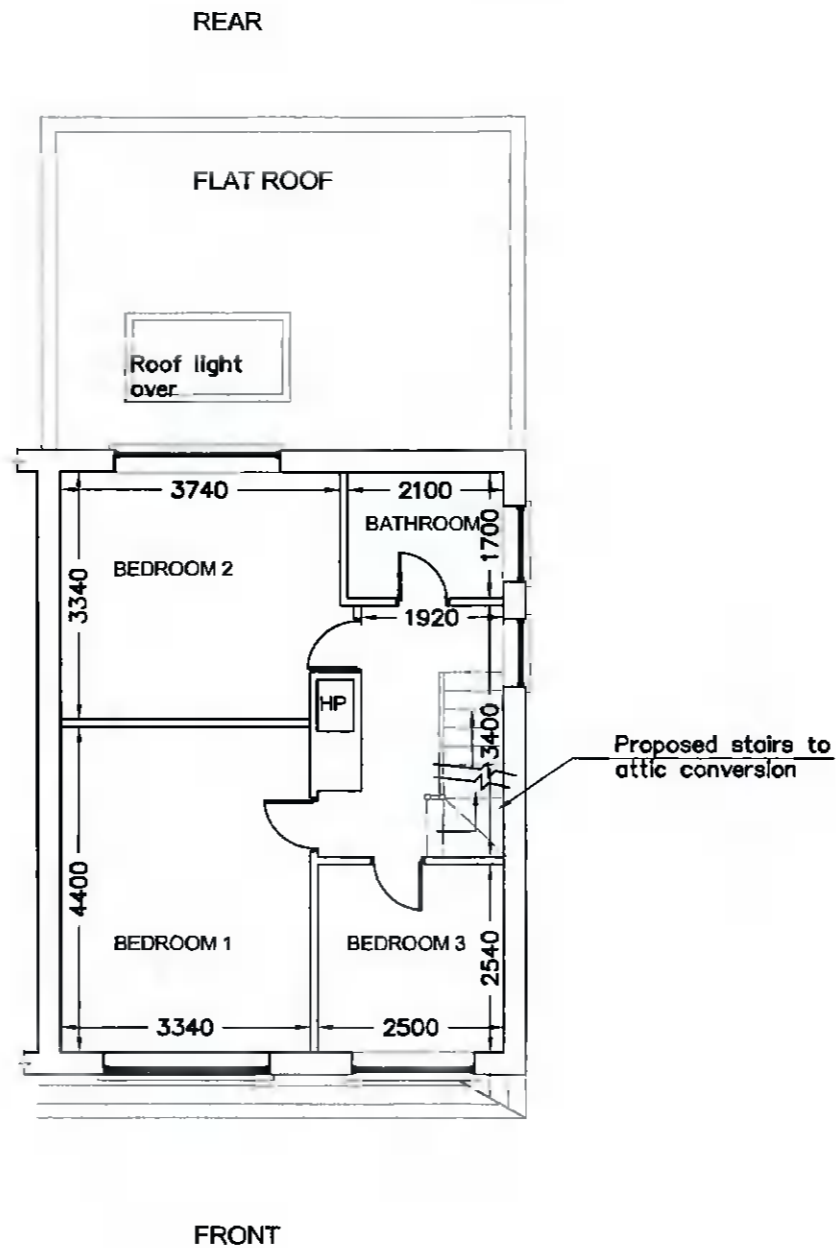 REAR
FLAT ROOF
Roof light
over
3740
2100
BATHROOM
1700
BEDROOM 2
3340
1920
HP
3400
Proposed stairs to
attic conversion
4400
BEDROOM 1
BEDROOM 3
2540
3340
2500
FRONT